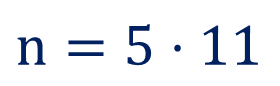 n = 5 · 11